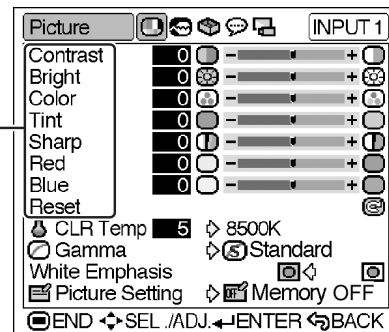 Picture INPUT 1
Contrast 0 - +
Bright 0 - +
Color 0 - +
Tint 0 - +
Sharp 0 - +
Red 0 - +
Blue 0 - +
Reset
CLR Temp 5 8500K
Gamma S Standard
White Emphasis
Picture Setting OFF Memory OFF
END SEL ./ADJ. BACK